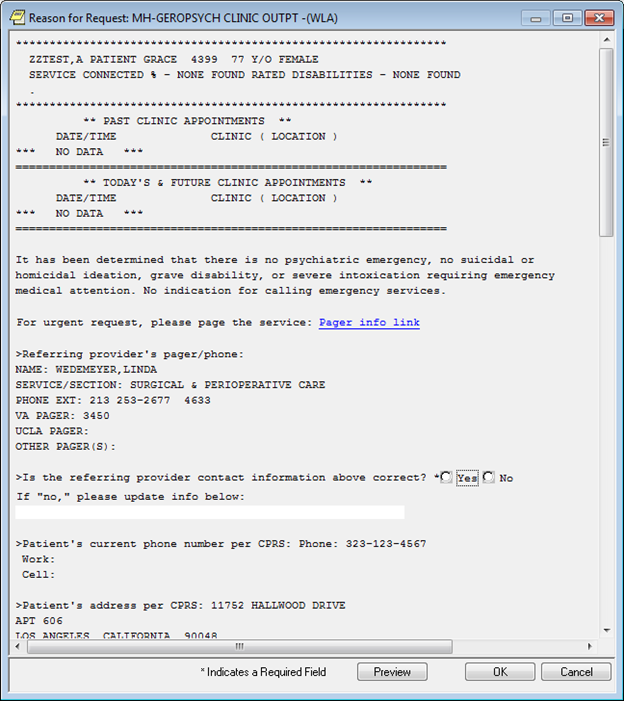 Reason for Request: MH-GEROPSYCH CLINIC OUTPT -(WLA)
******************************************************************
ZZTEST,A PATIENT GRACE 4399 77 Y/O FEMALE
SERVICE CONNECTED % - NONE FOUND RATED DISABILITIES - NONE FOUND
.
******************************************************************
** PAST CLINIC APPOINTMENTS **
DATE/TIME CLINIC ( LOCATION )
*** NO DATA ***
==================================================================
** TODAY'S & FUTURE CLINIC APPOINTMENTS **
DATE/TIME CLINIC ( LOCATION )
*** NO DATA ***
==================================================================
It has been determined that there is no psychiatric emergency, no suicidal or
homicidal ideation, grave disability, or severe intoxication requiring emergency
medical attention. No indication for calling emergency services.
For urgent request, please page the service: Pager info link
>Referring provider's pager/phone:
NAME: WEDEMEYER,LINDA
SERVICE/SECTION: SURGICAL & PERIOPERATIVE CARE
PHONE EXT: 213 253-2677 4633
VA PAGER: 3450
UCLA PAGER:
OTHER PAGER(S):
>Is the referring provider contact information above correct? * Yes No
If "no," please update info below:
>Patient's current phone number per CPRS: Phone: 323-123-4567
Work:
Cell:
>Patient's address per CPRS: 11752 HALLWOOD DRIVE
APT 606
LOS ANGELES, CALIFORNIA 90048
* Indicates a Required Field Preview OK Cancel